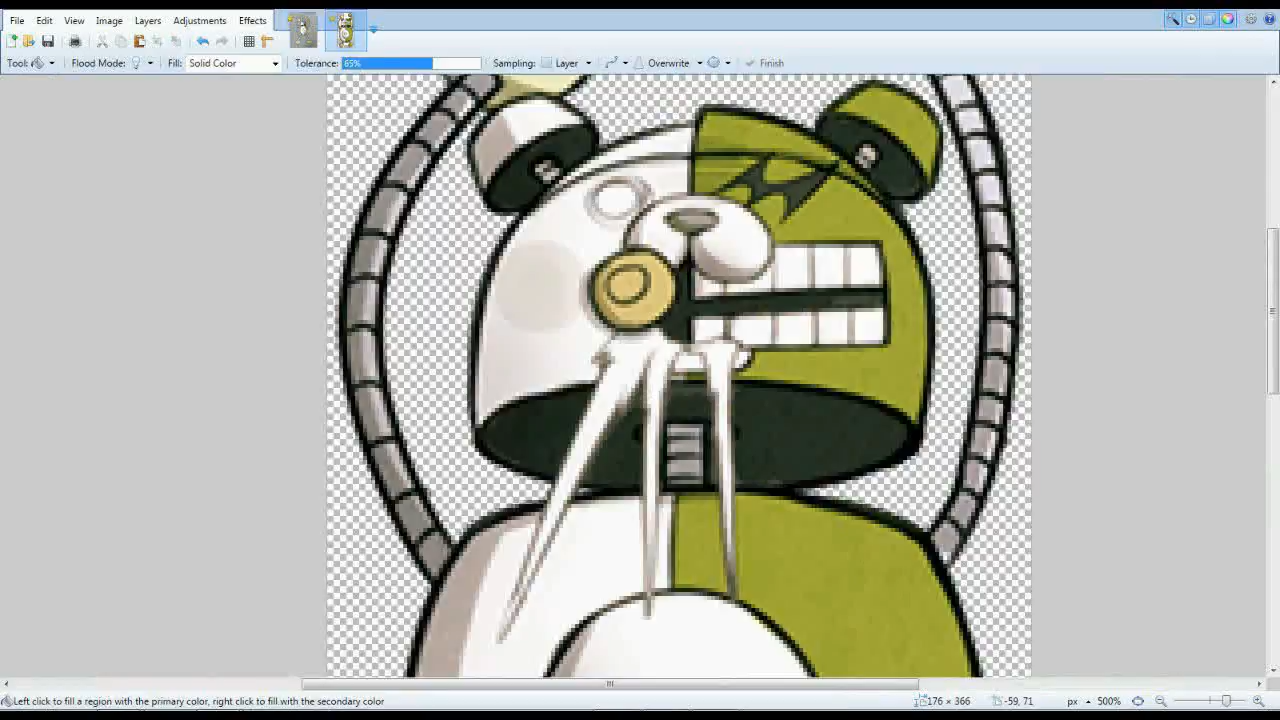 File Edit View Image Layers Adjustments Effects
Tool: Flood Mode: Fill: Solid Color Tolerance: 65% Sampling: Layer Overwrite Finish
Left click to fill a region with the primary color, right click to fill with the secondary color 176 × 366 -59, 71 px 500%